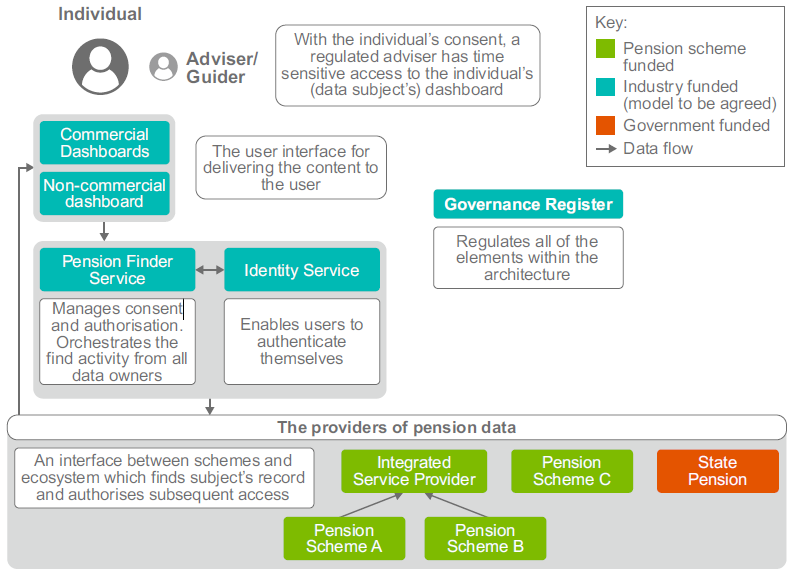 Individual
Adviser/
Guider
With the individual's consent, a
regulated adviser has time
sensitive access to the individual's
(data subject's) dashboard
Key:
Pension scheme
funded
Industry funded
(model to be agreed)
Government funded
Data flow
Commercial
Dashboards
Non-commercial
dashboard
The user interface for
delivering the content to
the user
Governance Register
Regulates all of the
elements within the
architecture
Pension Finder
Service
Identity Service
Manages consent
and authorisation.
Orchestrates the
find activity from all
data owners
Enables users to
authenticate
themselves
The providers of pension data
An interface between schemes and
ecosystem which finds subject's record
and authorises subsequent access
Integrated
Service Provider
Pension
Scheme C
State
Pension
Pension
Scheme A
Pension
Scheme B